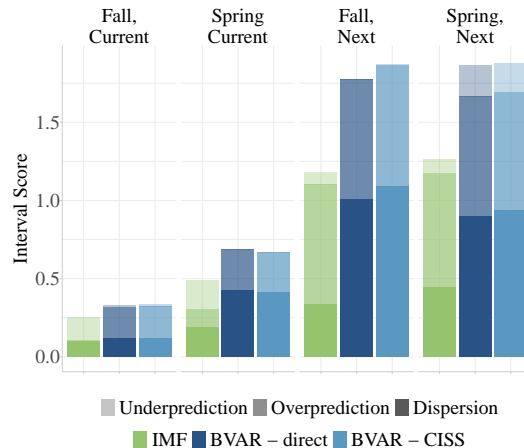 Fall, Current
Spring Current
Fall, Next
Spring, Next
Interval Score
1.5
1.0
0.5
0.0
Underprediction Overprediction Dispersion
IMF BVAR − direct BVAR − CISS